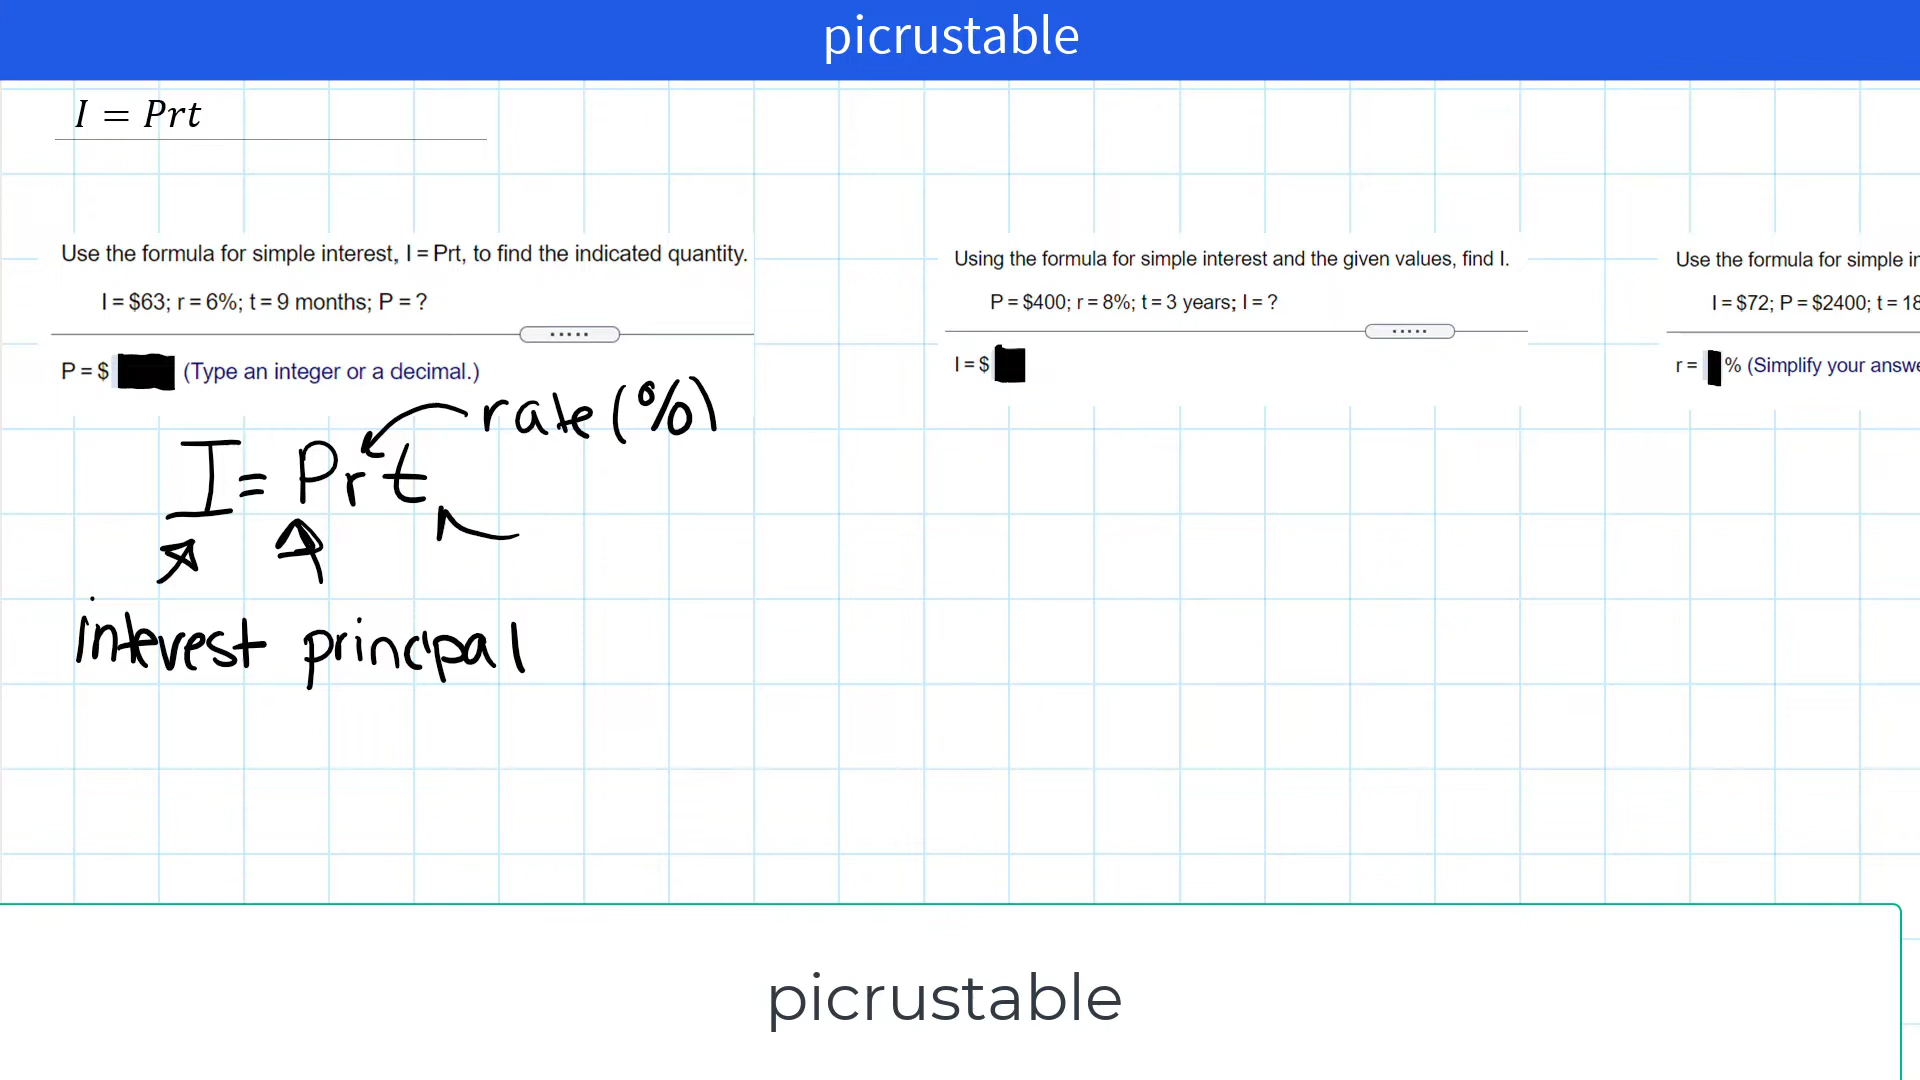 picrustable
I = Prt
Use the formula for simple interest, I = Prt, to find the indicated quantity.
I = $63; r = 6%; t = 9 months; P = ?
P = $ (Type an integer or a decimal.)
Using the formula for simple interest and the given values, find I.
P = $400; r = 8%; t = 3 years; I = ?
I = $
Use the formula for simple
I = $72; P = $2400; t = 18
r = % (Simplify your
rate (%)
I = Prt
interest principal
picrustable